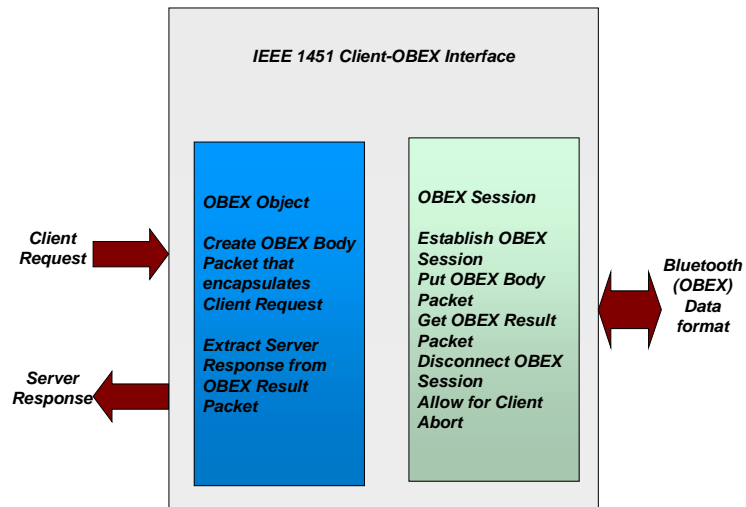 IEEE 1451 Client-OBEX Interface
Client
Request
Server
Response
OBEX Object
Create OBEX Body
Packet that
encapsulates
Client Request
Extract Server
Response from
OBEX Result
Packet
OBEX Session
Establish OBEX
Session
Put OBEX Body
Packet
Get OBEX Result
Packet
Disconnect OBEX
Session
Allow for Client
Abort
Bluetooth
(OBEX)
Data
format